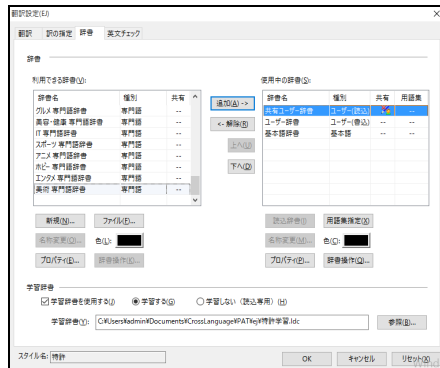 翻訳設定(EJ)
翻訳 訳の指定 辞書 英文チェック
辞書
利用できる辞書(V):
辞書名 種別 共有
グルメ 専門語辞書 専門語 --
美容・健康 専門語辞書 専門語 --
IT 専門語辞書 専門語 --
スポーツ 専門語辞書 専門語 --
アニメ 専門語辞書 専門語 --
ホビー 専門語辞書 専門語 --
エンタメ 専門語辞書 専門語 --
美術 専門語辞書 専門語 --
追加(A) ->
<- 解除(R)
上へ(U)
下へ(D)
使用中の辞書(S):
辞書名 種別 共有 用語集
共有ユーザー辞書 ユーザー(読込) --
ユーザー辞書 ユーザー(書込) -- --
基本語辞書 基本語 -- --
新規(N)... ファイル(F)...
名称変更(O)... 色(L):
プロパティ(E)... 辞書操作(K)...
読込辞書(I) 用語集指定(X)
名称変更(M)... 色(C):
プロパティ(P)... 辞書操作(Q)...
学習辞書
学習辞書を使用する(J) 学習する(G) 学習しない（読込専用）(H)
学習辞書(Y): C:¥Users¥admin¥Documents¥CrossLanguage¥PAT¥ej¥特許学習.ldc 参照(B)...
スタイル名: 特許
OK キャンセル リセット(Z)